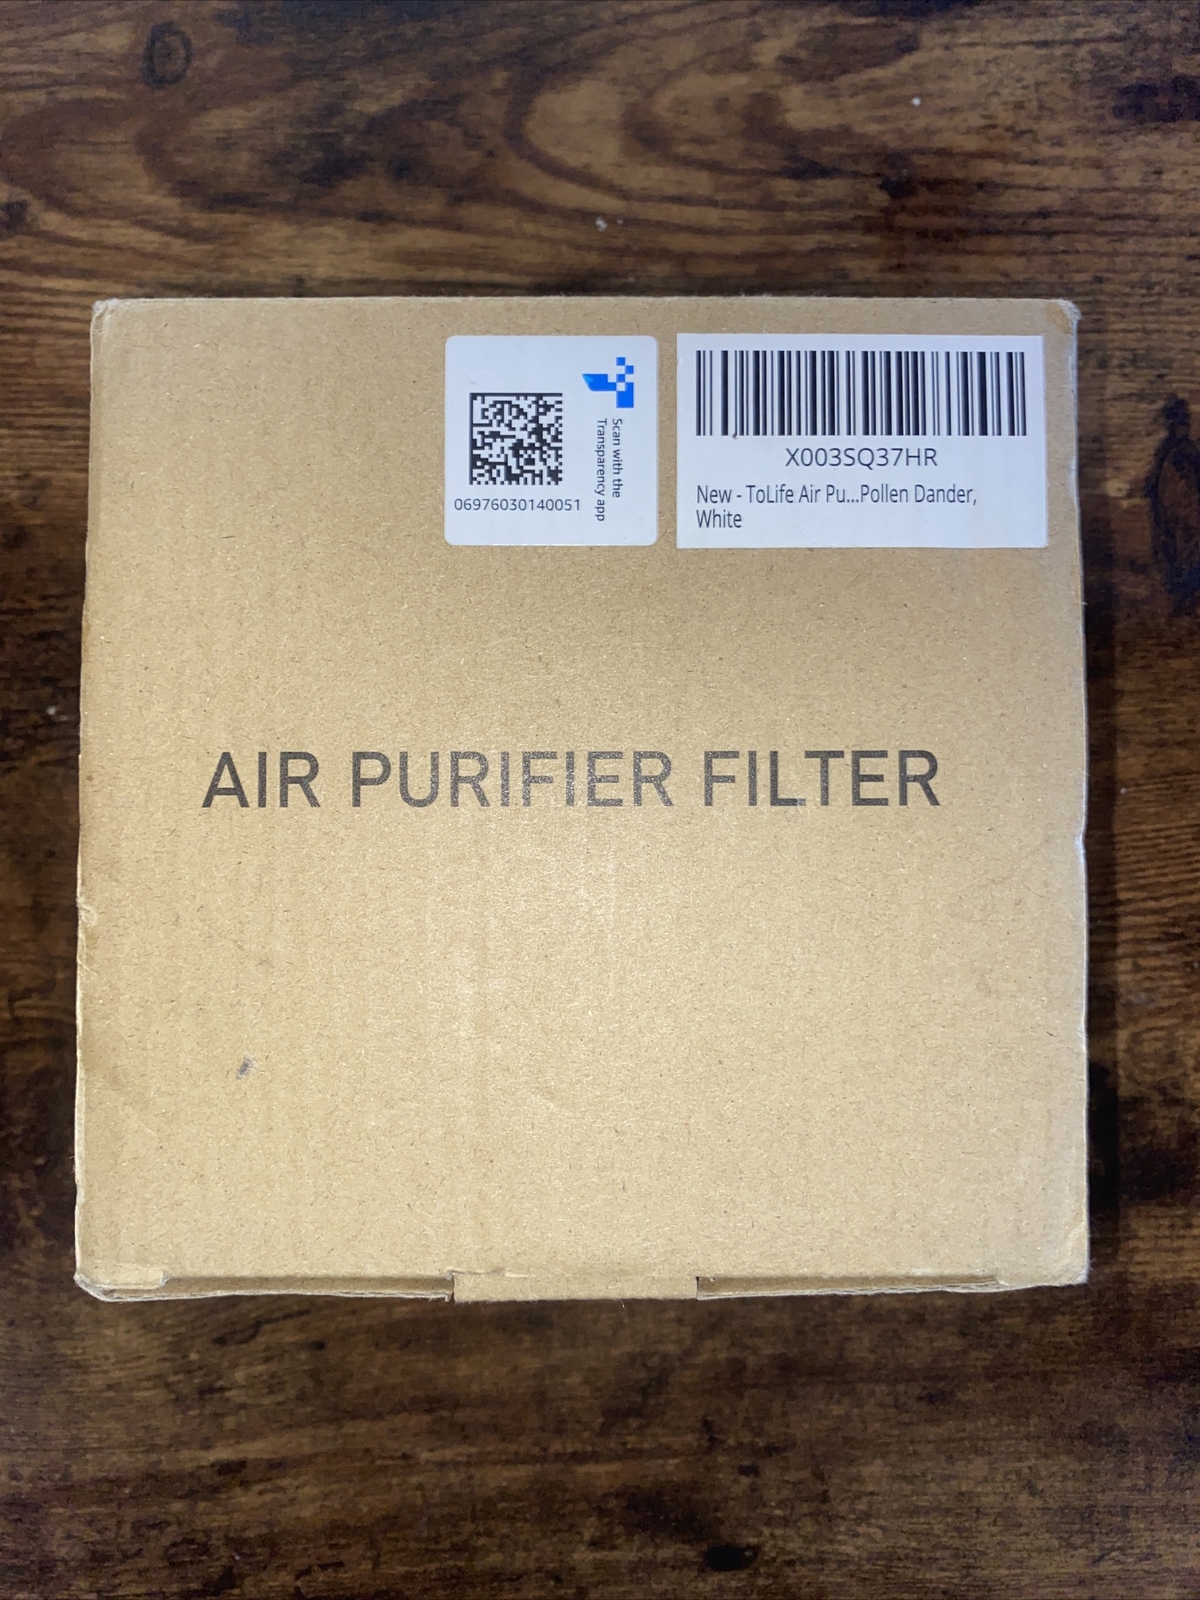 Scan with the
Transparency app
06976030140051
X003SQ37HR
New - ToLife Air Pu...Pollen Dander,
White
AIR PURIFIER FILTER